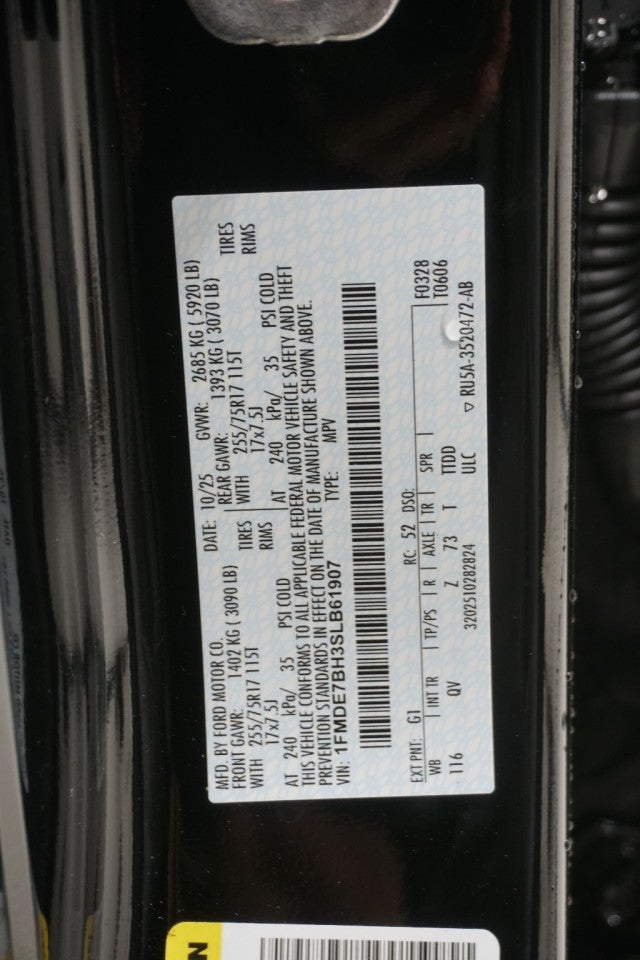 MFD. BY FORD MOTOR CO. DATE: 10/25 GVWR: 2685 KG ( 5920 LB)
FRONT GAWR: 1402 KG ( 3090 LB) REAR GAWR: 1393 KG ( 3070 LB)
WITH 255/75R17 115T TIRES WITH 255/75R17 115T TIRES
17x7.5J RIMS 17x7.5J RIMS
AT 240 kPa/ 35 PSI COLD AT 240 kPa/ 35 PSI COLD
THIS VEHICLE CONFORMS TO ALL APPLICABLE FEDERAL MOTOR VEHICLE SAFETY AND THEFT
PREVENTION STANDARDS IN EFFECT ON THE DATE OF MANUFACTURE SHOWN ABOVE.
VIN: 1FMDE7BH3SLB61907 TYPE: MPV
EXT PNT: G1 RC: 52 DSO: F0328
WB INT TR TP/PS R AXLE TR SPR T0606
116 QV Z 73 T TTDD
3202510282824 ULC ▽ RU5A-3520472-AB
N